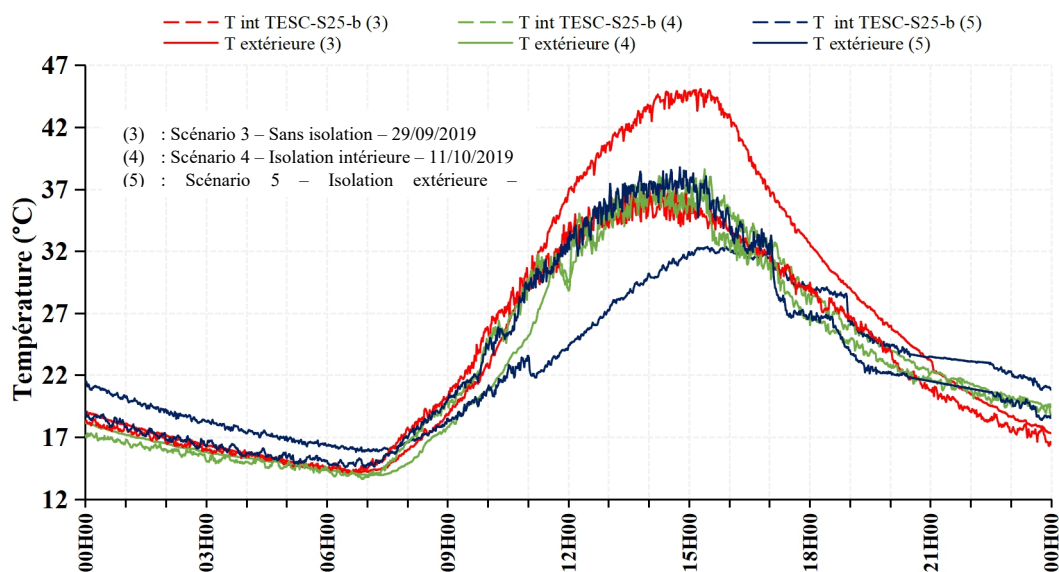 T int TESC-S25-b (3) T int TESC-S25-b (4) T int TESC-S25-b (5)
T extérieure (3) T extérieure (4) T extérieure (5)
Température (°C)
47
42
37
32
27
22
17
12
(3) : Scénario 3 – Sans isolation – 29/09/2019
(4) : Scénario 4 – Isolation intérieure – 11/10/2019
(5) : Scénario 5 – Isolation extérieure –
00H00 03H00 06H00 09H00 12H00 15H00 18H00 21H00 00H00